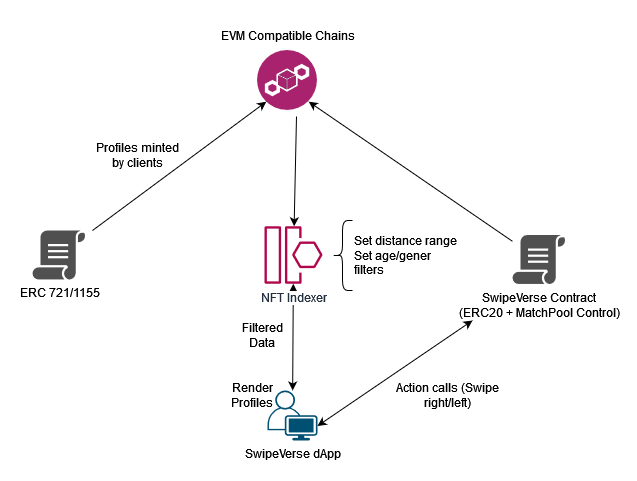 EVM Compatible Chains
Profiles minted
by clients
Set distance range
Set age/gener
filters
ERC 721/1155
NFT Indexer
SwipeVerse Contract
(ERC20 + MatchPool Control)
Filtered
Data
Render
Profiles
Action calls (Swipe
right/left)
SwipeVerse dApp